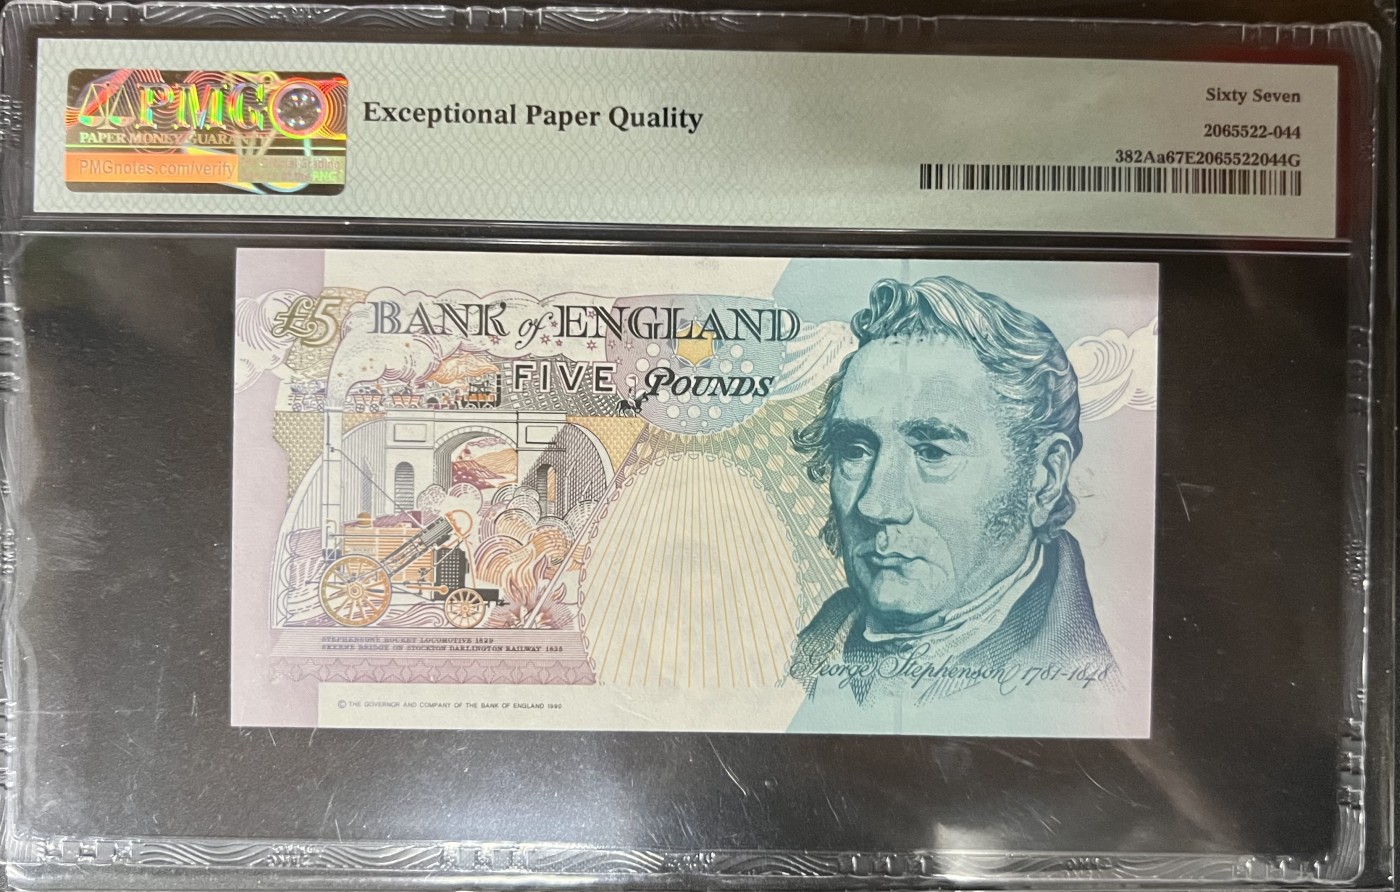 PMG
PAPER MONEY GUARANTY
PMGnotes.com/verify
Exceptional Paper Quality
Sixty Seven
2065522-044
382Aa67E2065522044G
£5
BANK of ENGLAND
FIVE POUNDS
STEPHENSON'S ROCKET LOCOMOTIVE 1829
SKERNE BRIDGE ON STOCKTON DARLINGTON RAILWAY 1825
George Stephenson 1781-1848
© THE GOVERNOR AND COMPANY OF THE BANK OF ENGLAND 1990